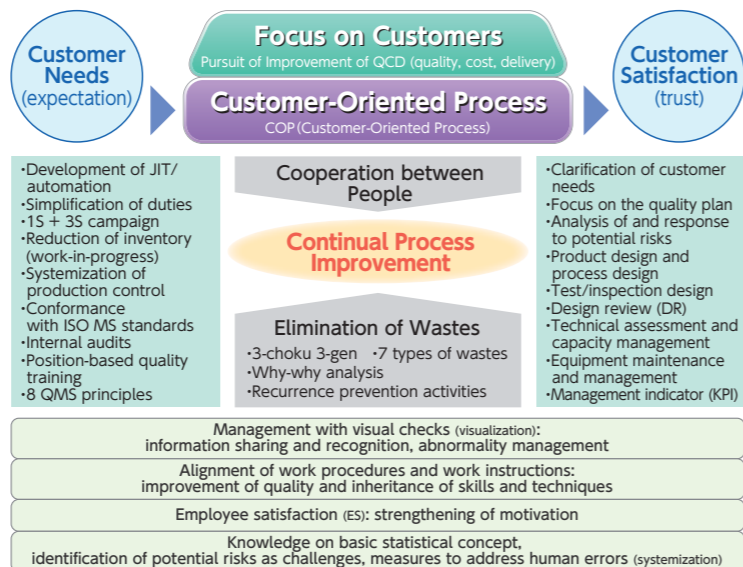 Customer
Needs
(expectation)
Focus on Customers
Pursuit of Improvement of QCD (quality, cost, delivery)
Customer-Oriented Process
COP(Customer-Oriented Process)
Customer
Satisfaction
(trust)
・Development of JIT/
automation
・Simplification of duties
・1S + 3S campaign
・Reduction of inventory
(work-in-progress)
・Systemization of
production control
・Conformance
with ISO MS standards
・Internal audits
・Position-based quality
training
・8 QMS principles
Cooperation between
People
Continual Process
Improvement
Elimination of Wastes
・3-choku 3-gen ・7 types of wastes
・Why-why analysis
・Recurrence prevention activities
・Clarification of customer
needs
・Focus on the quality plan
・Analysis of and response
to potential risks
・Product design and
process design
・Test/inspection design
・Design review (DR)
・Technical assessment and
capacity management
・Equipment maintenance
and management
・Management indicator (KPI)
Management with visual checks (visualization):
information sharing and recognition, abnormality management
Alignment of work procedures and work instructions:
improvement of quality and inheritance of skills and techniques
Employee satisfaction (ES): strengthening of motivation
Knowledge on basic statistical concept,
identification of potential risks as challenges, measures to address human errors (systemization)